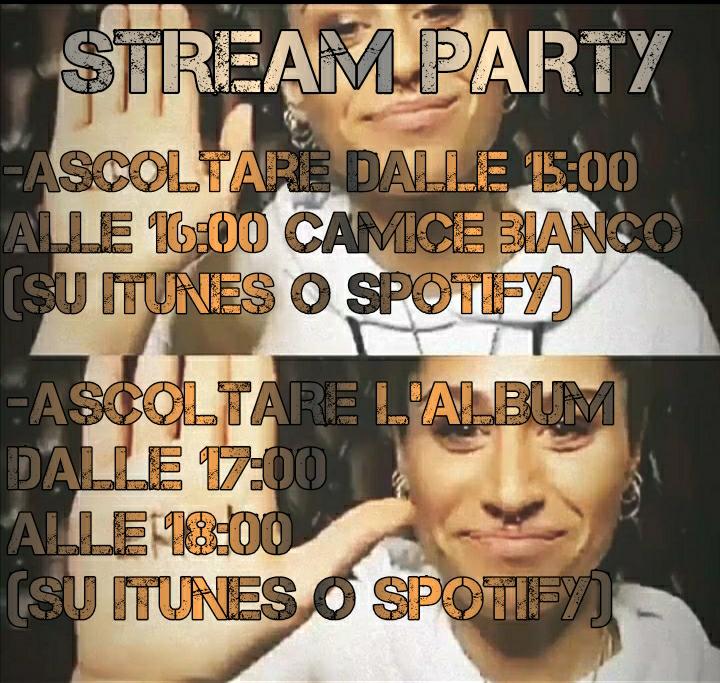 STREAM PARTY
-ASCOLTARE DALLE 15:00
ALLE 16:00 CAMICE BIANCO
(SU ITUNES O SPOTIFY)
-ASCOLTARE L'ALBUM
DALLE 17:00
ALLE 18:00
(SU ITUNES O SPOTIFY)